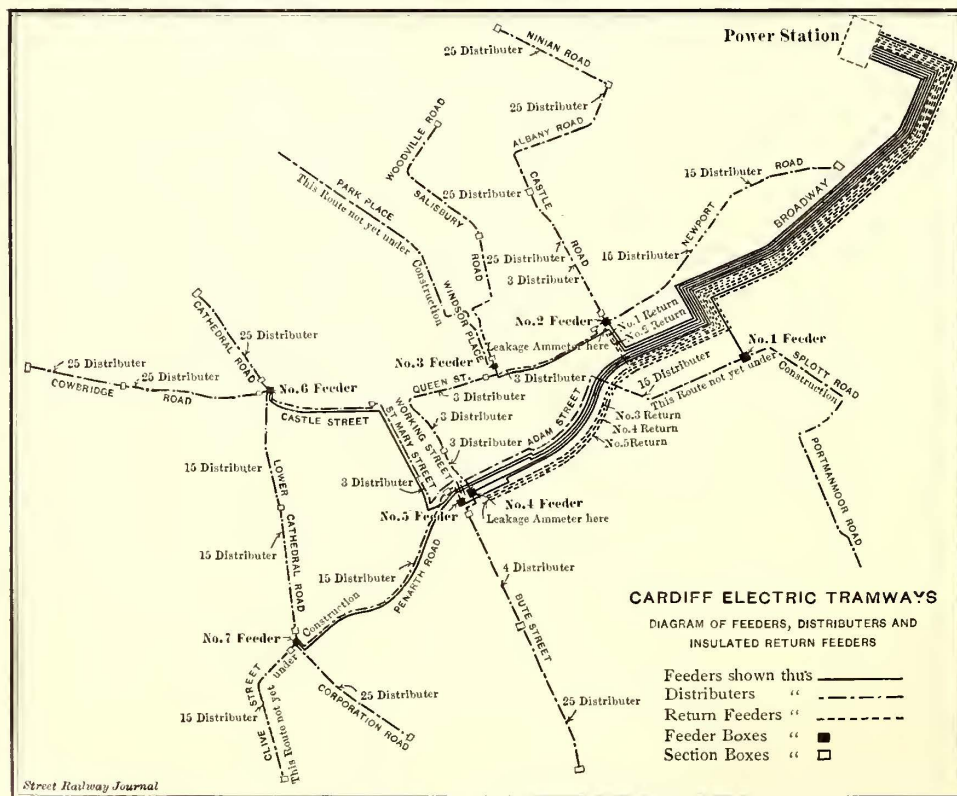 Power Station
NINIAN ROAD
25 Distributer
25 Distributer
ALBANY ROAD
WOODVILLE ROAD
15 Distributer
ROAD
BROADWAY
PARK PLACE
This Route not yet under
Construction
25 Distributer
SALISBURY
ROAD
CASTLE
ROAD
NEWPORT
15 Distributer
25 Distributer
3 Distributer
WINDSOR PLACE
No.2 Feeder
No.1 Return
No.2 Return
Leakage Ammeter here
No.1 Feeder
CATHEDRAL ROAD
25 Distributer
No.3 Feeder
25 Distributer
25 Distributer
COWBRIDGE
ROAD
No.6 Feeder
QUEEN ST.
3 Distributer
3 Distributer
15 Distributer
This Route not yet under
Construction
SPLOTT ROAD
CASTLE STREET
WORKING STREET
ST. MARY STREET
3 Distributer
3 Distributer
ADAM STREET
No.3 Return
No.4 Return
No.5 Return
PORTMANMOOR ROAD
15 Distributer
LOWER
CATHEDRAL ROAD
3 Distributer
No.4 Feeder
No.5 Feeder
Leakage Ammeter here
15 Distributer
15 Distributer
PENARTH ROAD
Construction
4 Distributer
BUTE STREET
No.7 Feeder
CLIVE STREET
This Route not yet under
15 Distributer
25 Distributer
CORPORATION ROAD
25 Distributer
CARDIFF ELECTRIC TRAMWAYS
DIAGRAM OF FEEDERS, DISTRIBUTERS AND
INSULATED RETURN FEEDERS
Feeders shown thus
Distributers “
Return Feeders “
Feeder Boxes “
Section Boxes “
Street Railway Journal